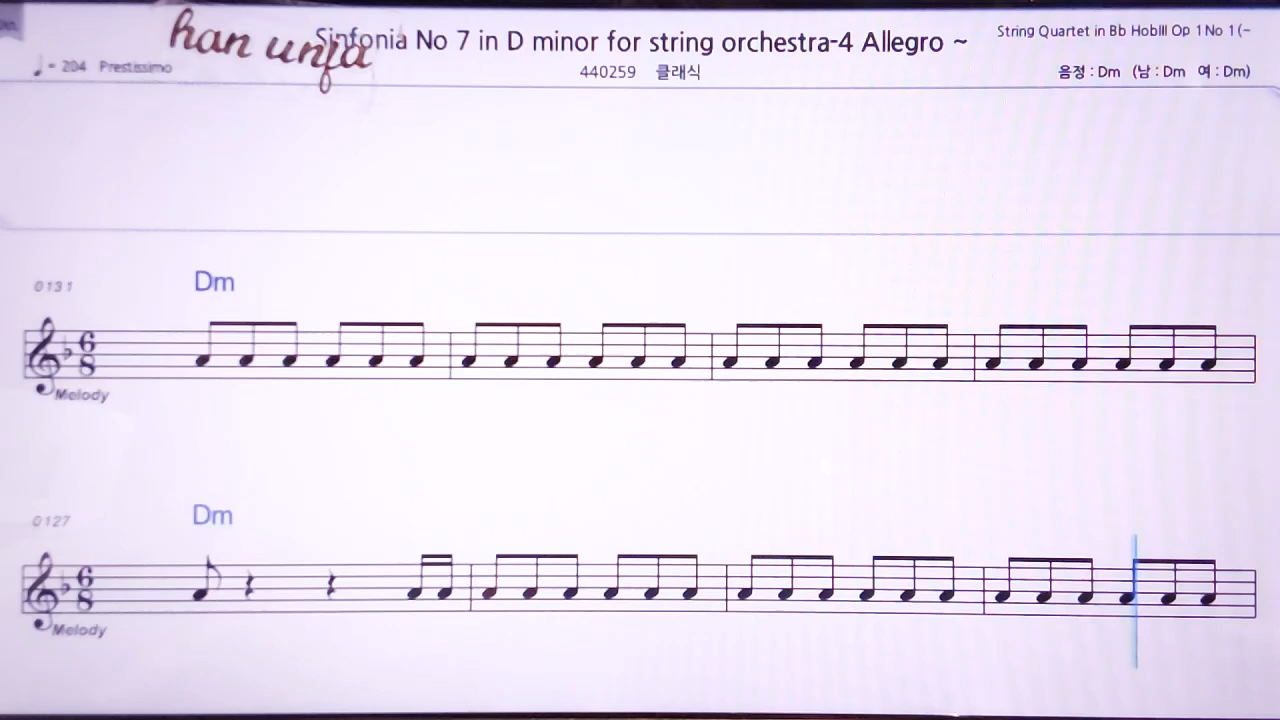 han unfa
Sinfonia No 7 in D minor for string orchestra-4 Allegro ~
String Quartet in Bb HobIII Op 1 No 1 (~
= 204 Prestissimo
440259 클래식
음정 : Dm (남 : Dm 여 : Dm)
0131
Dm
6
8
Melody
0127
Dm
6
8
Melody